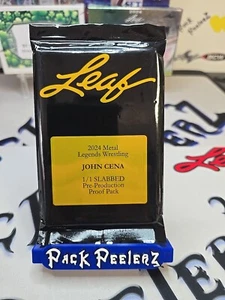 Leaf
2024 Metal
Legends Wrestling
JOHN CENA
1/1 SLABBED
Pre-Production
Proof Pack
PACK PEELERZ